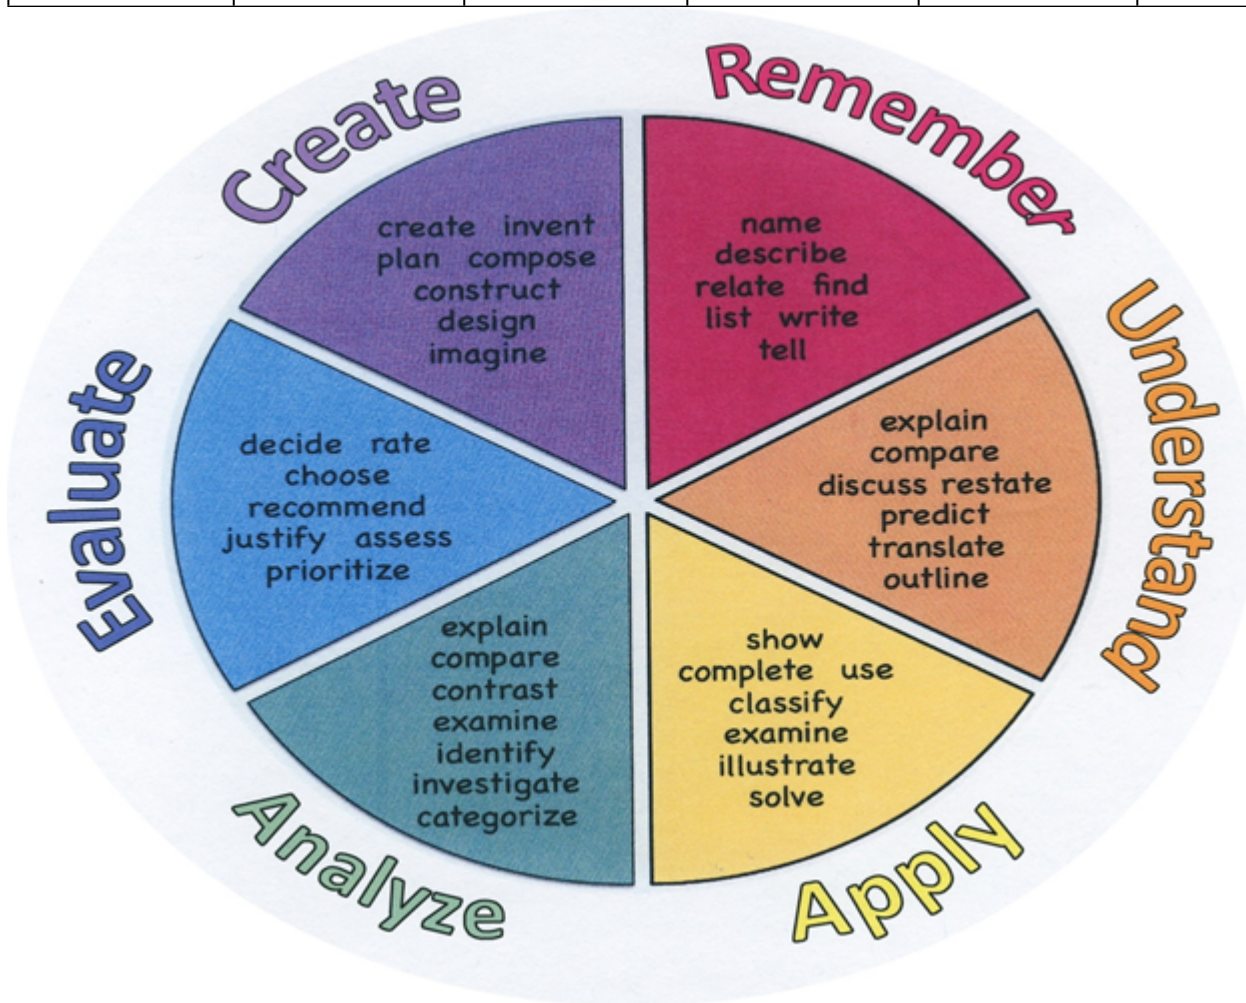 Remember
name
describe
relate find
list write
tell
Understand
explain
compare
discuss restate
predict
translate
outline
Apply
show
complete use
classify
examine
illustrate
solve
Analyze
explain
compare
contrast
examine
identify
investigate
categorize
Evaluate
decide rate
choose
recommend
justify assess
prioritize
Create
create invent
plan compose
construct
design
imagine